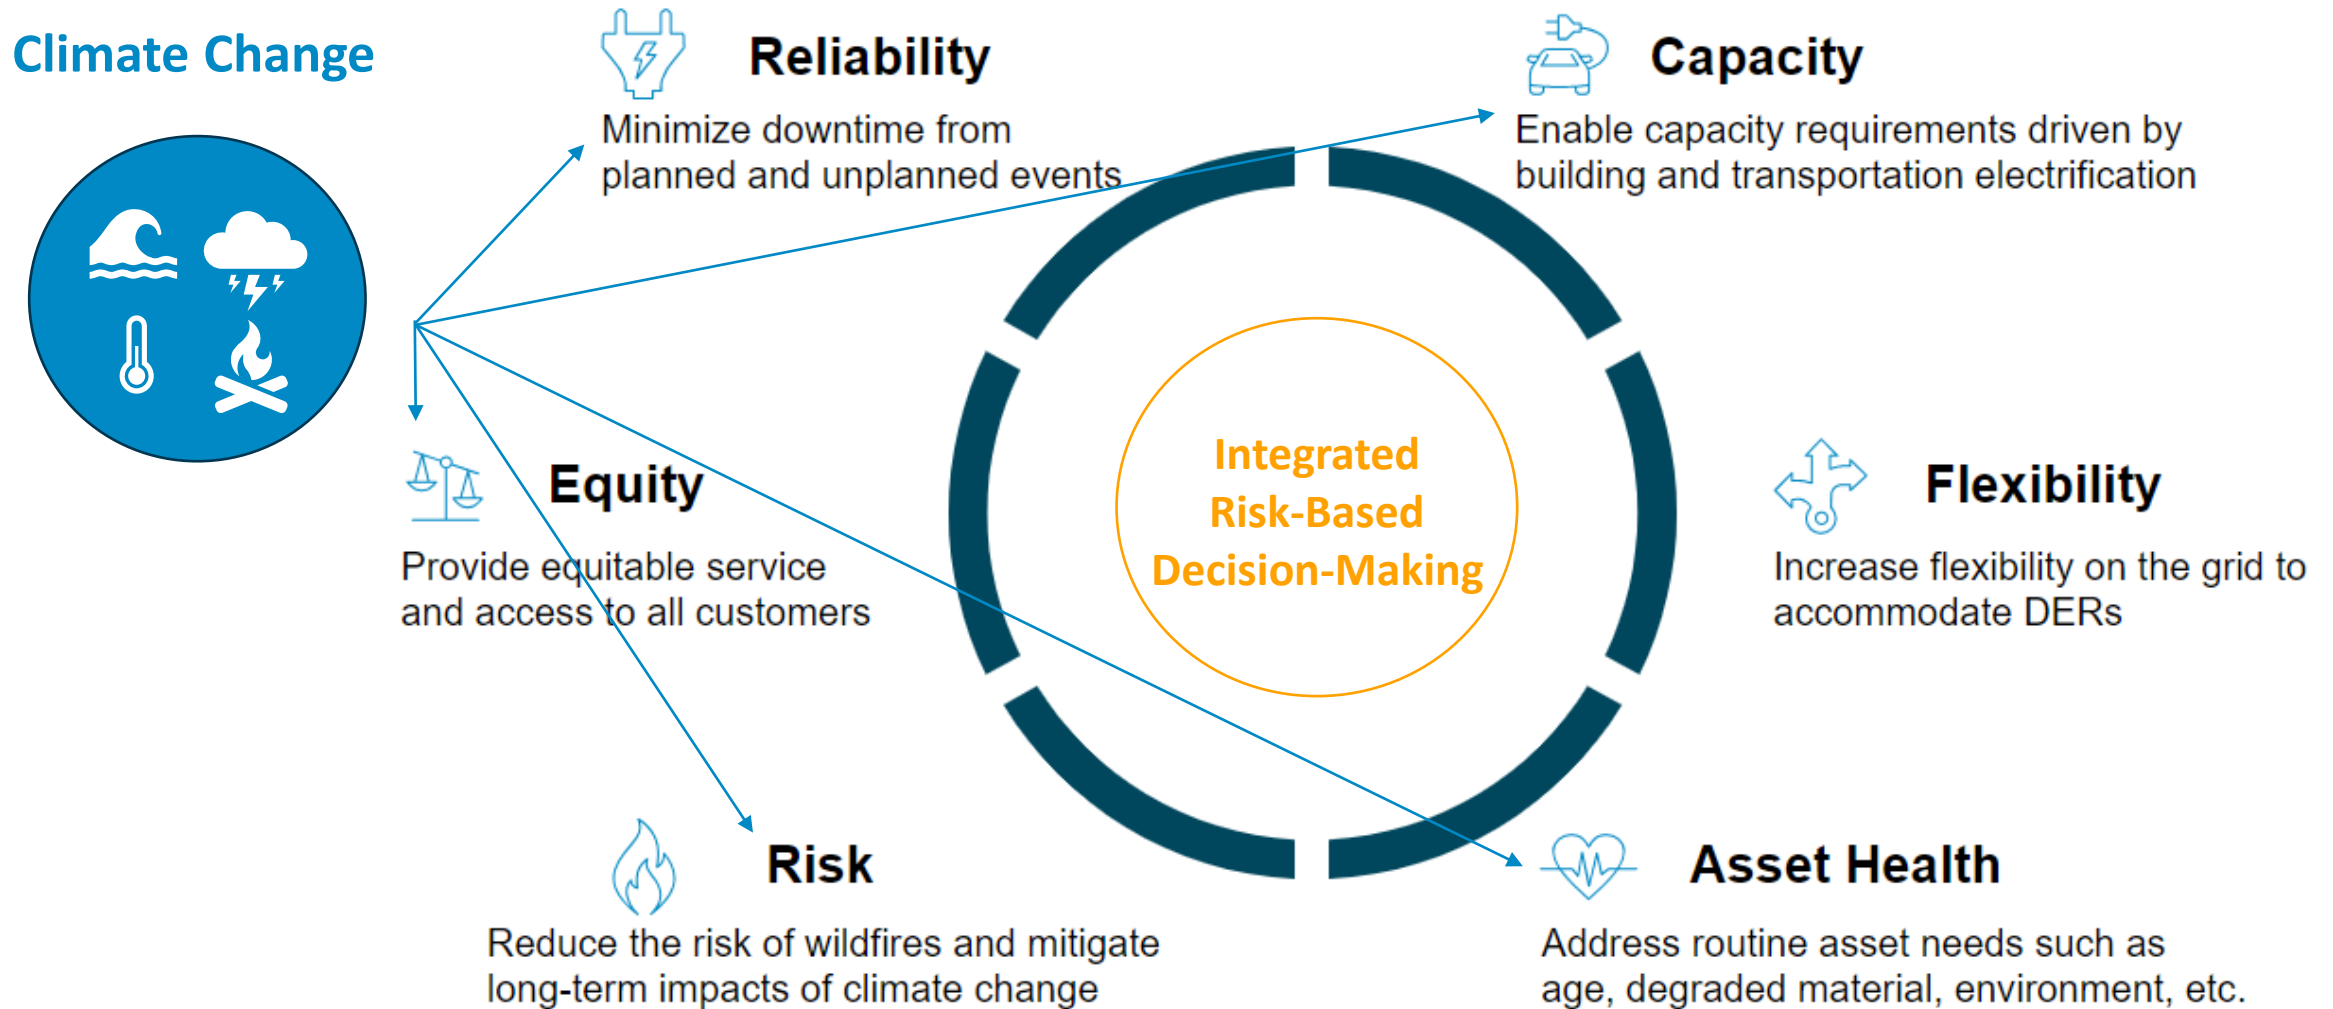 Climate Change
Reliability
Minimize downtime from
planned and unplanned events
Capacity
Enable capacity requirements driven by
building and transportation electrification
Equity
Provide equitable service
and access to all customers
Integrated
Risk-Based
Decision-Making
Flexibility
Increase flexibility on the grid to
accommodate DERs
Risk
Reduce the risk of wildfires and mitigate
long-term impacts of climate change
Asset Health
Address routine asset needs such as
age, degraded material, environment, etc.